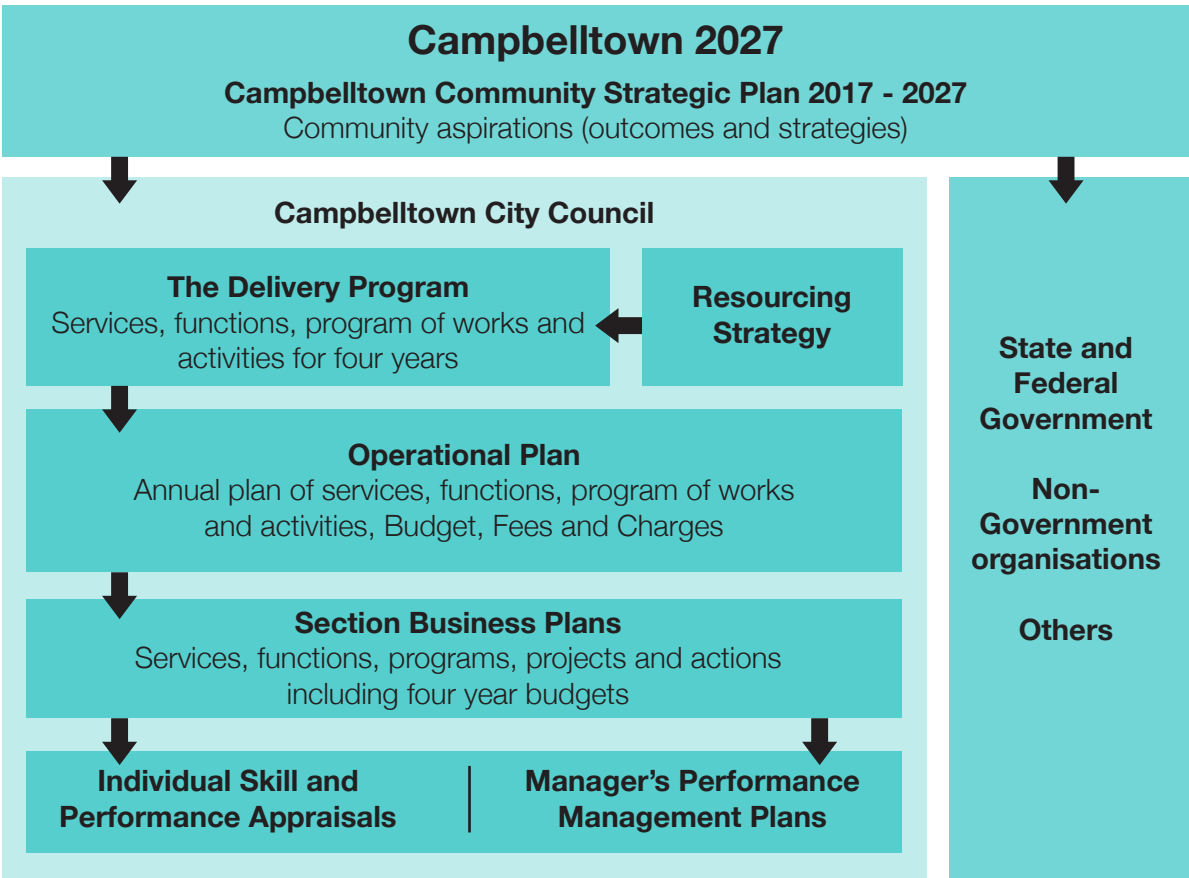 Campbelltown 2027
Campbelltown Community Strategic Plan 2017 - 2027
Community aspirations (outcomes and strategies)
Campbelltown City Council
The Delivery Program
Services, functions, program of works and
activities for four years
Resourcing
Strategy
Operational Plan
Annual plan of services, functions, program of works
and activities, Budget, Fees and Charges
Section Business Plans
Services, functions, programs, projects and actions
including four year budgets
Individual Skill and
Performance Appraisals
Manager’s Performance
Management Plans
State and
Federal
Government
Non-
Government
organisations
Others